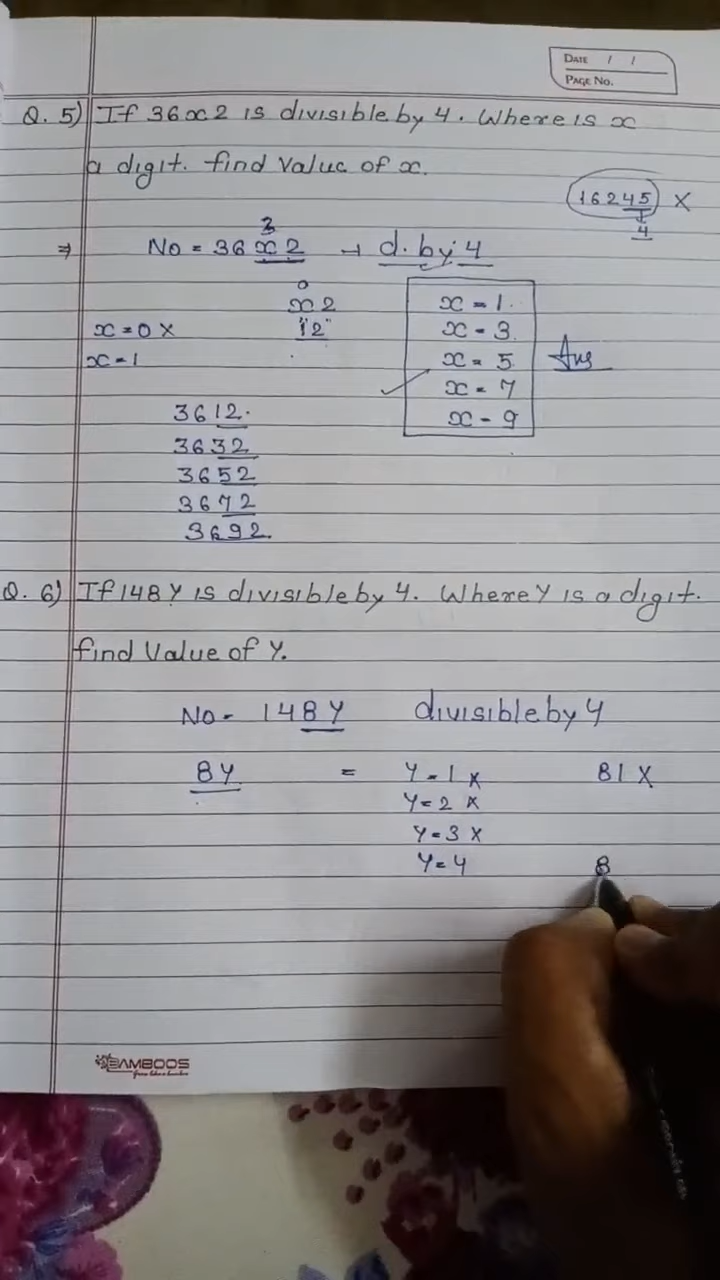 DATE / /
PAGE NO.
Q. 5) If 36x2 is divisible by 4. Where is x
a digit. find Value of x.
16245 X
4
3
⇒ No = 36x2 → d. by 4
0
x2
"12"
x=0 X
x=1
x=1.
x=3.
x=5
x=7
x=9
Ans
3612.
3632
3652
3672
3692.
Q. 6) If 148Y is divisible by 4. Where Y is a digit.
find Value of Y.
No = 148Y divisible by 4
8Y = Y=1 X 81 X
Y=2 X
Y=3 X
Y=4 8
BAMBOOS